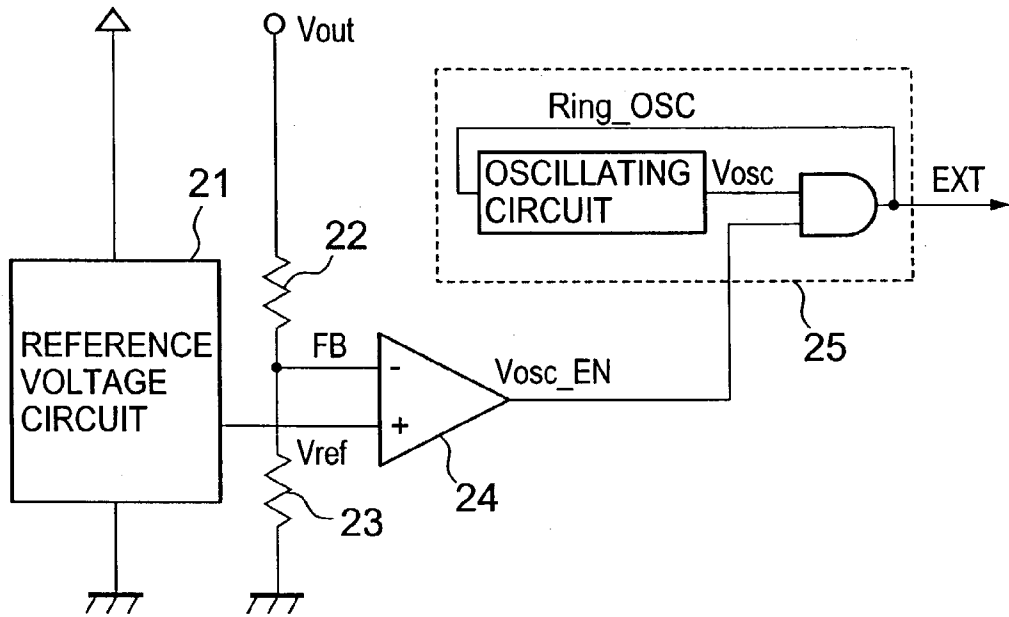 Vout
Ring_OSC
OSCILLATING
CIRCUIT
Vosc
EXT
21
22
25
REFERENCE
VOLTAGE
CIRCUIT
FB
-
+
Vosc_EN
Vref
24
23